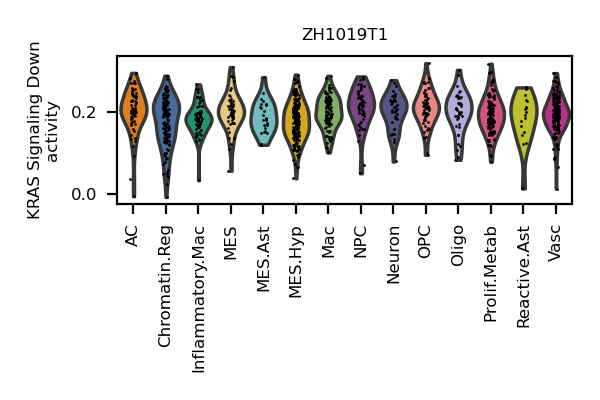 ZH1019T1
KRAS Signaling Down
activity
0.2
0.0
AC
Chromatin.Reg
Inflammatory.Mac
MES
MES.Ast
MES.Hyp
Mac
NPC
Neuron
OPC
Oligo
Prolif.Metab
Reactive.Ast
Vasc